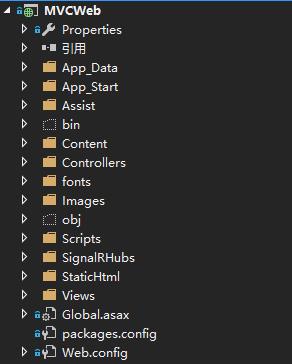 MVCWeb
Properties
引用
App_Data
App_Start
Assist
bin
Content
Controllers
fonts
Images
obj
Scripts
SignalRHubs
StaticHtml
Views
Global.asax
packages.config
Web.config